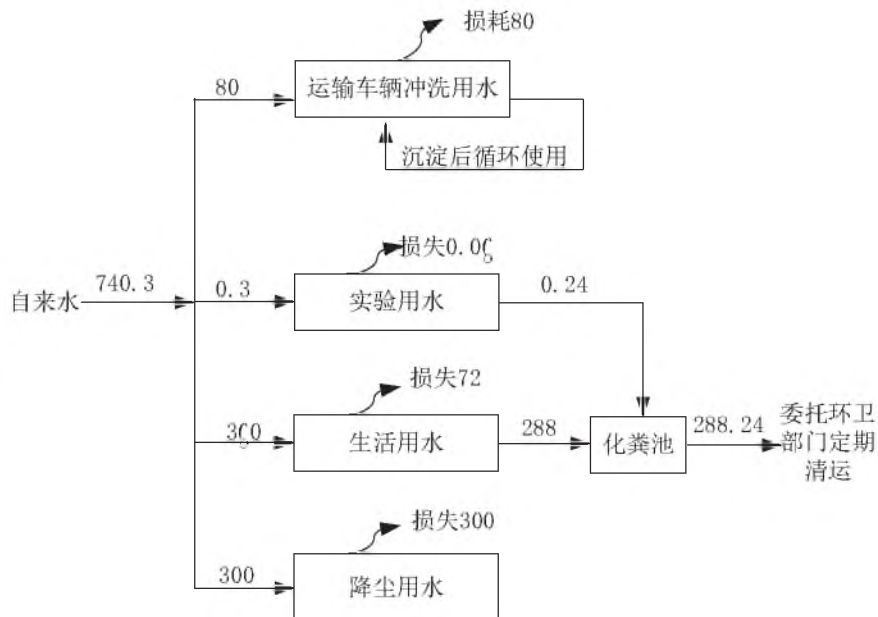 损耗80
80
运输车辆冲洗用水
沉淀后循环使用
损失0.06
自来水
740.3
0.3
实验用水
0.24
损失72
360
生活用水
288
化粪池
288.24
委托环卫
部门定期
清运
损失300
300
降尘用水